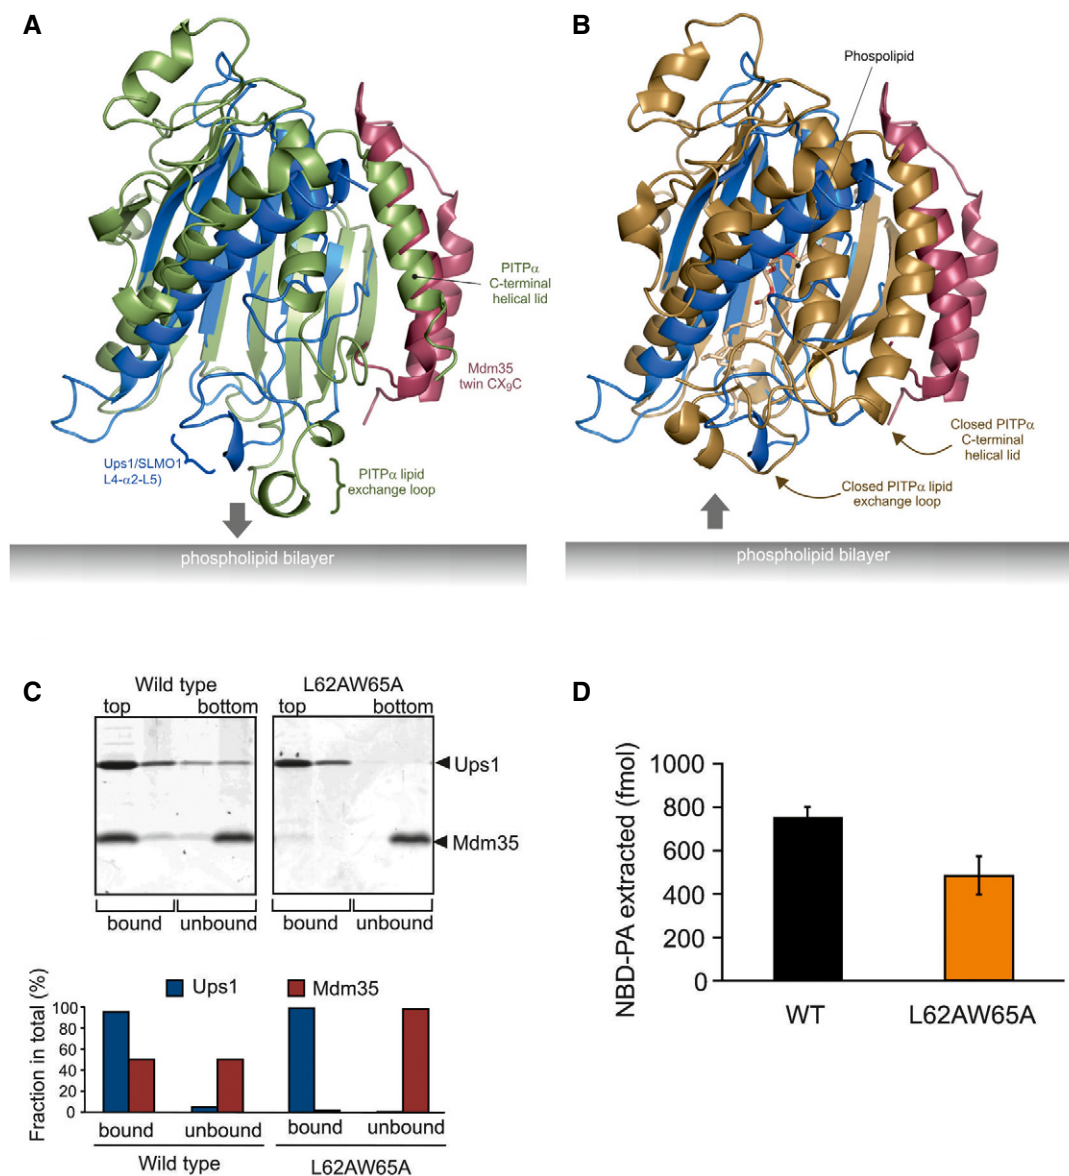 A
PITPα
C-terminal
helical lid
Mdm35
twin CX₉C
Ups1/SLMO1
L4-α2-L5)
PITPα lipid
exchange loop
phospholipid bilayer
B
Phospolipid
Closed PITPα
C-terminal
helical lid
Closed PITPα lipid
exchange loop
phospholipid bilayer
C
Wild type L62AW65A
top bottom top bottom
Ups1
Mdm35
bound unbound bound unbound
Ups1 Mdm35
Fraction in total (%)
100
80
60
40
20
0
bound unbound bound unbound
Wild type L62AW65A
D
NBD-PA extracted (fmol)
1000
800
600
400
200
0
WT L62AW65A